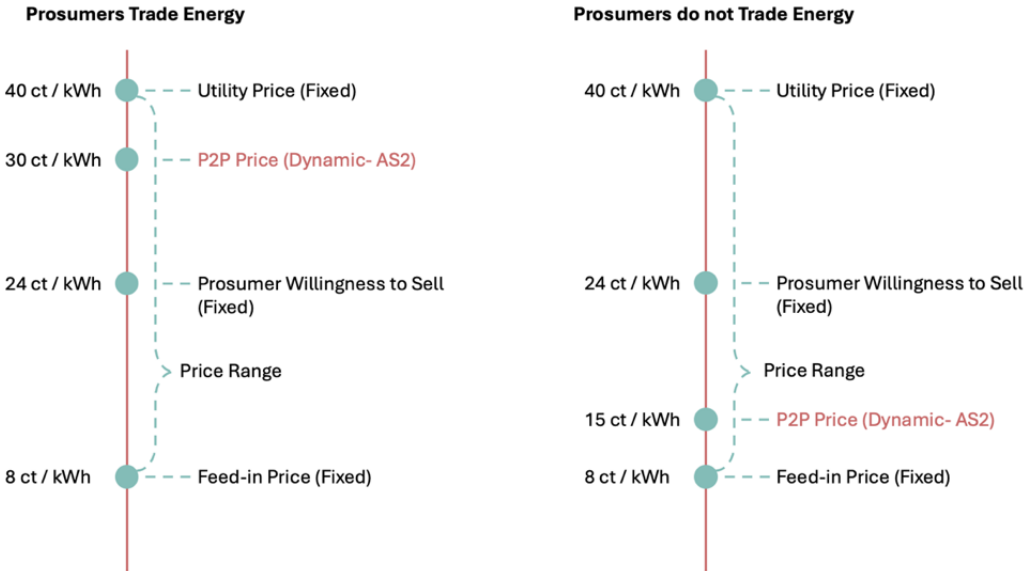 Prosumers Trade Energy
40 ct / kWh
Utility Price (Fixed)
30 ct / kWh
P2P Price (Dynamic- AS2)
24 ct / kWh
Prosumer Willingness to Sell
(Fixed)
Price Range
8 ct / kWh
Feed-in Price (Fixed)
Prosumers do not Trade Energy
40 ct / kWh
Utility Price (Fixed)
24 ct / kWh
Prosumer Willingness to Sell
(Fixed)
Price Range
15 ct / kWh
P2P Price (Dynamic- AS2)
8 ct / kWh
Feed-in Price (Fixed)